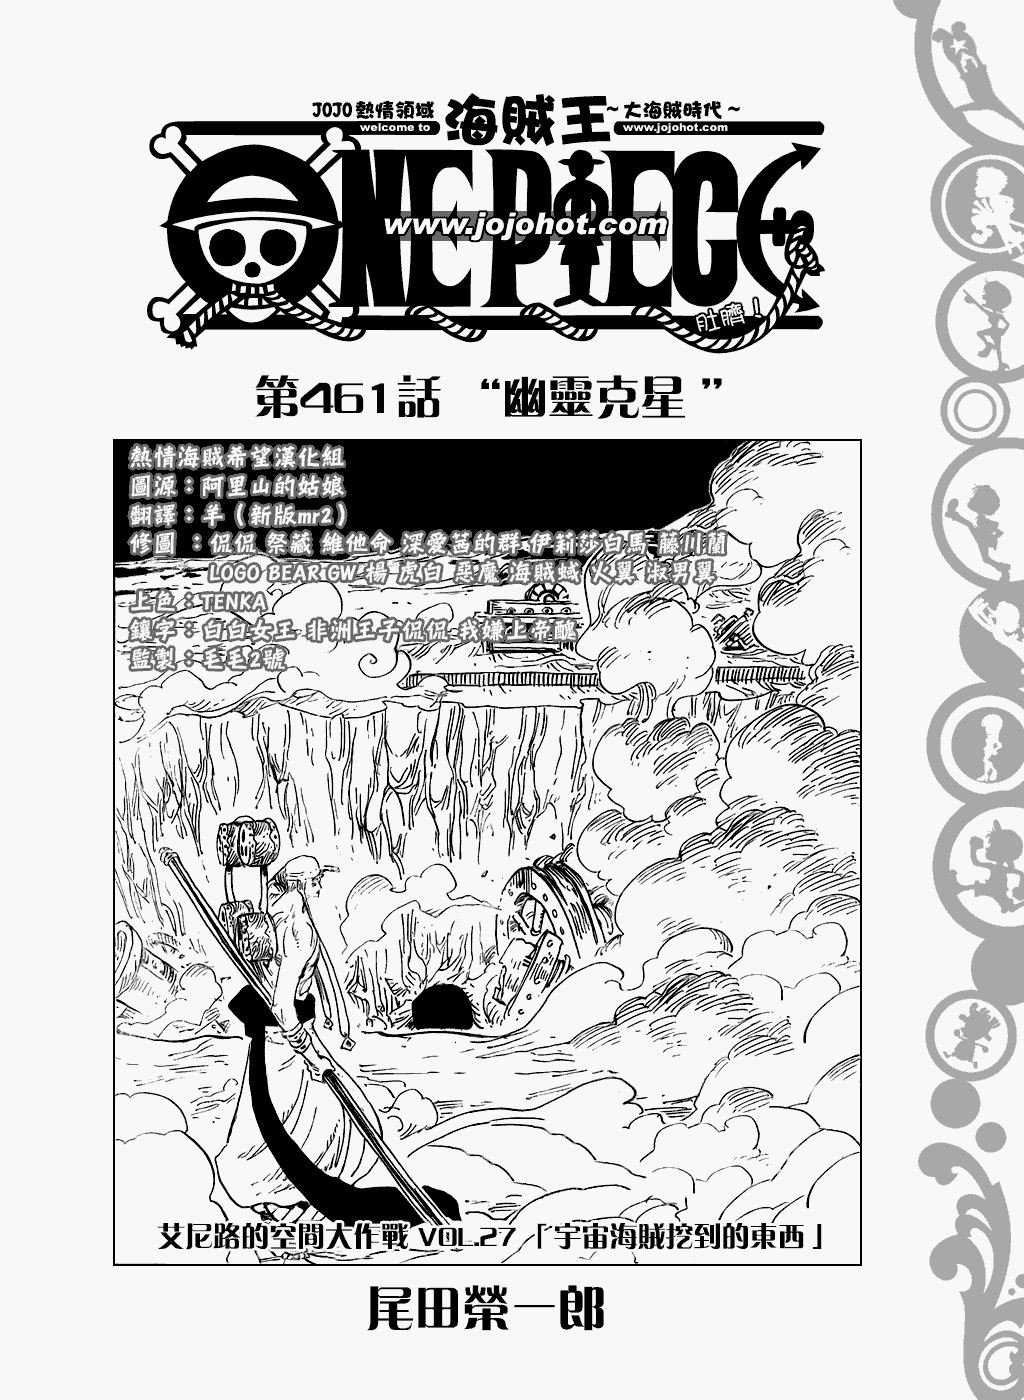 JOJO熱情領域 海賊王 ~大海賊時代~
welcome to www.jojohot.com
ONE PIECE
www.jojohot.com
肚臍！
第461話 “幽靈克星”
熱情海賊希望漢化組
圖源：阿里山的姑娘
翻譯：羊（新版mr2）
修圖 ：侃侃 祭藏 維他命 深愛茜的群 伊莉莎白馬 藤川蘭
LOGO BEAR GW 楊 虎白 惡魔 海賊蛾 火翼 淑男翼
上色：TENKA
鑲字：白白女王 非洲王子侃侃 我嫌上帝醜
監製：毛毛2號
艾尼路的空間大作戰 VOL.27 「宇宙海賊挖到的東西」
尾田榮一郎